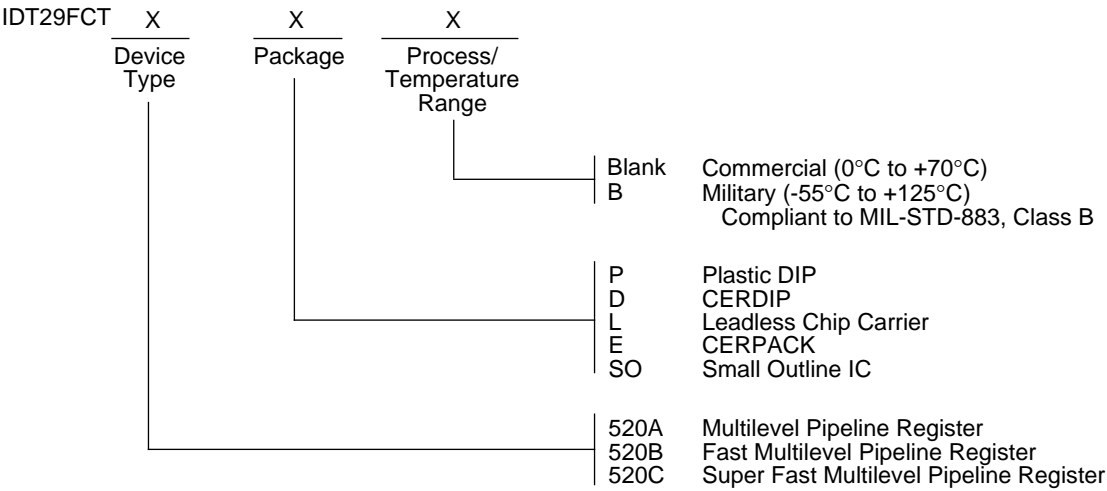 IDT29FCT X X X
Device Type
Package
Process/
Temperature
Range
Blank Commercial (0°C to +70°C)
B Military (-55°C to +125°C)
Compliant to MIL-STD-883, Class B
P Plastic DIP
D CERDIP
L Leadless Chip Carrier
E CERPACK
SO Small Outline IC
520A Multilevel Pipeline Register
520B Fast Multilevel Pipeline Register
520C Super Fast Multilevel Pipeline Register